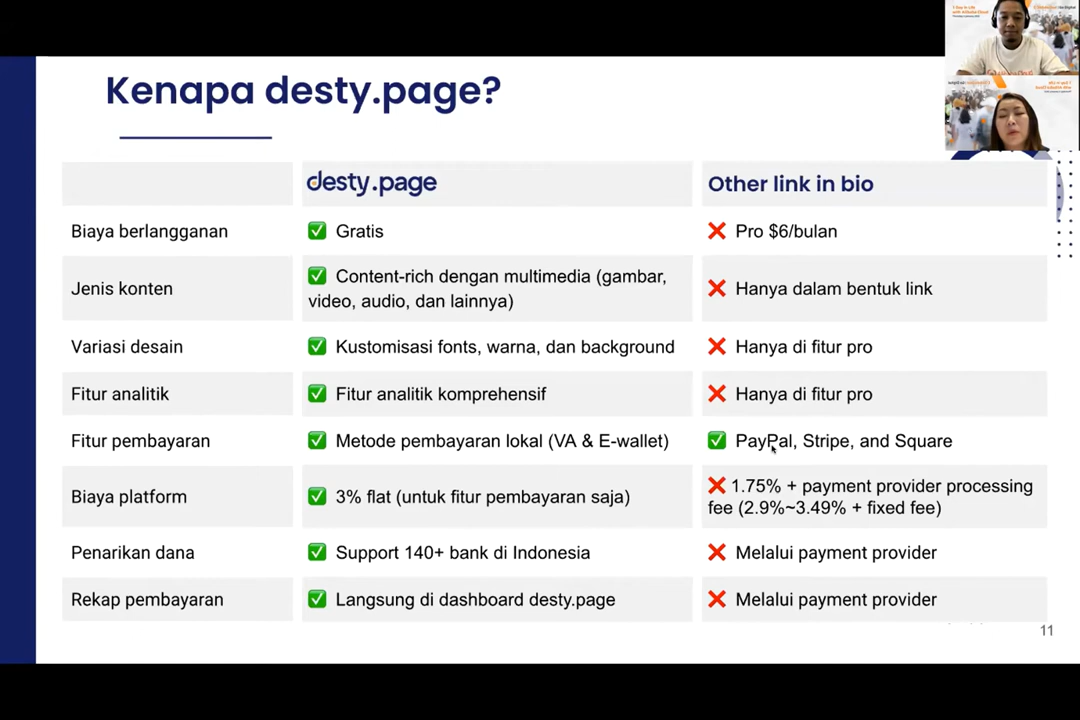 Kenapa desty.page?
desty.page
Other link in bio
Biaya berlangganan
✅ Gratis
❌ Pro $6/bulan
Jenis konten
✅ Content-rich dengan multimedia (gambar,
video, audio, dan lainnya)
❌ Hanya dalam bentuk link
Variasi desain
✅ Kustomisasi fonts, warna, dan background
❌ Hanya di fitur pro
Fitur analitik
✅ Fitur analitik komprehensif
❌ Hanya di fitur pro
Fitur pembayaran
✅ Metode pembayaran lokal (VA & E-wallet)
✅ PayPal, Stripe, and Square
Biaya platform
✅ 3% flat (untuk fitur pembayaran saja)
❌ 1.75% + payment provider processing
fee (2.9%~3.49% + fixed fee)
Penarikan dana
✅ Support 140+ bank di Indonesia
❌ Melalui payment provider
Rekap pembayaran
✅ Langsung di dashboard desty.page
❌ Melalui payment provider
11